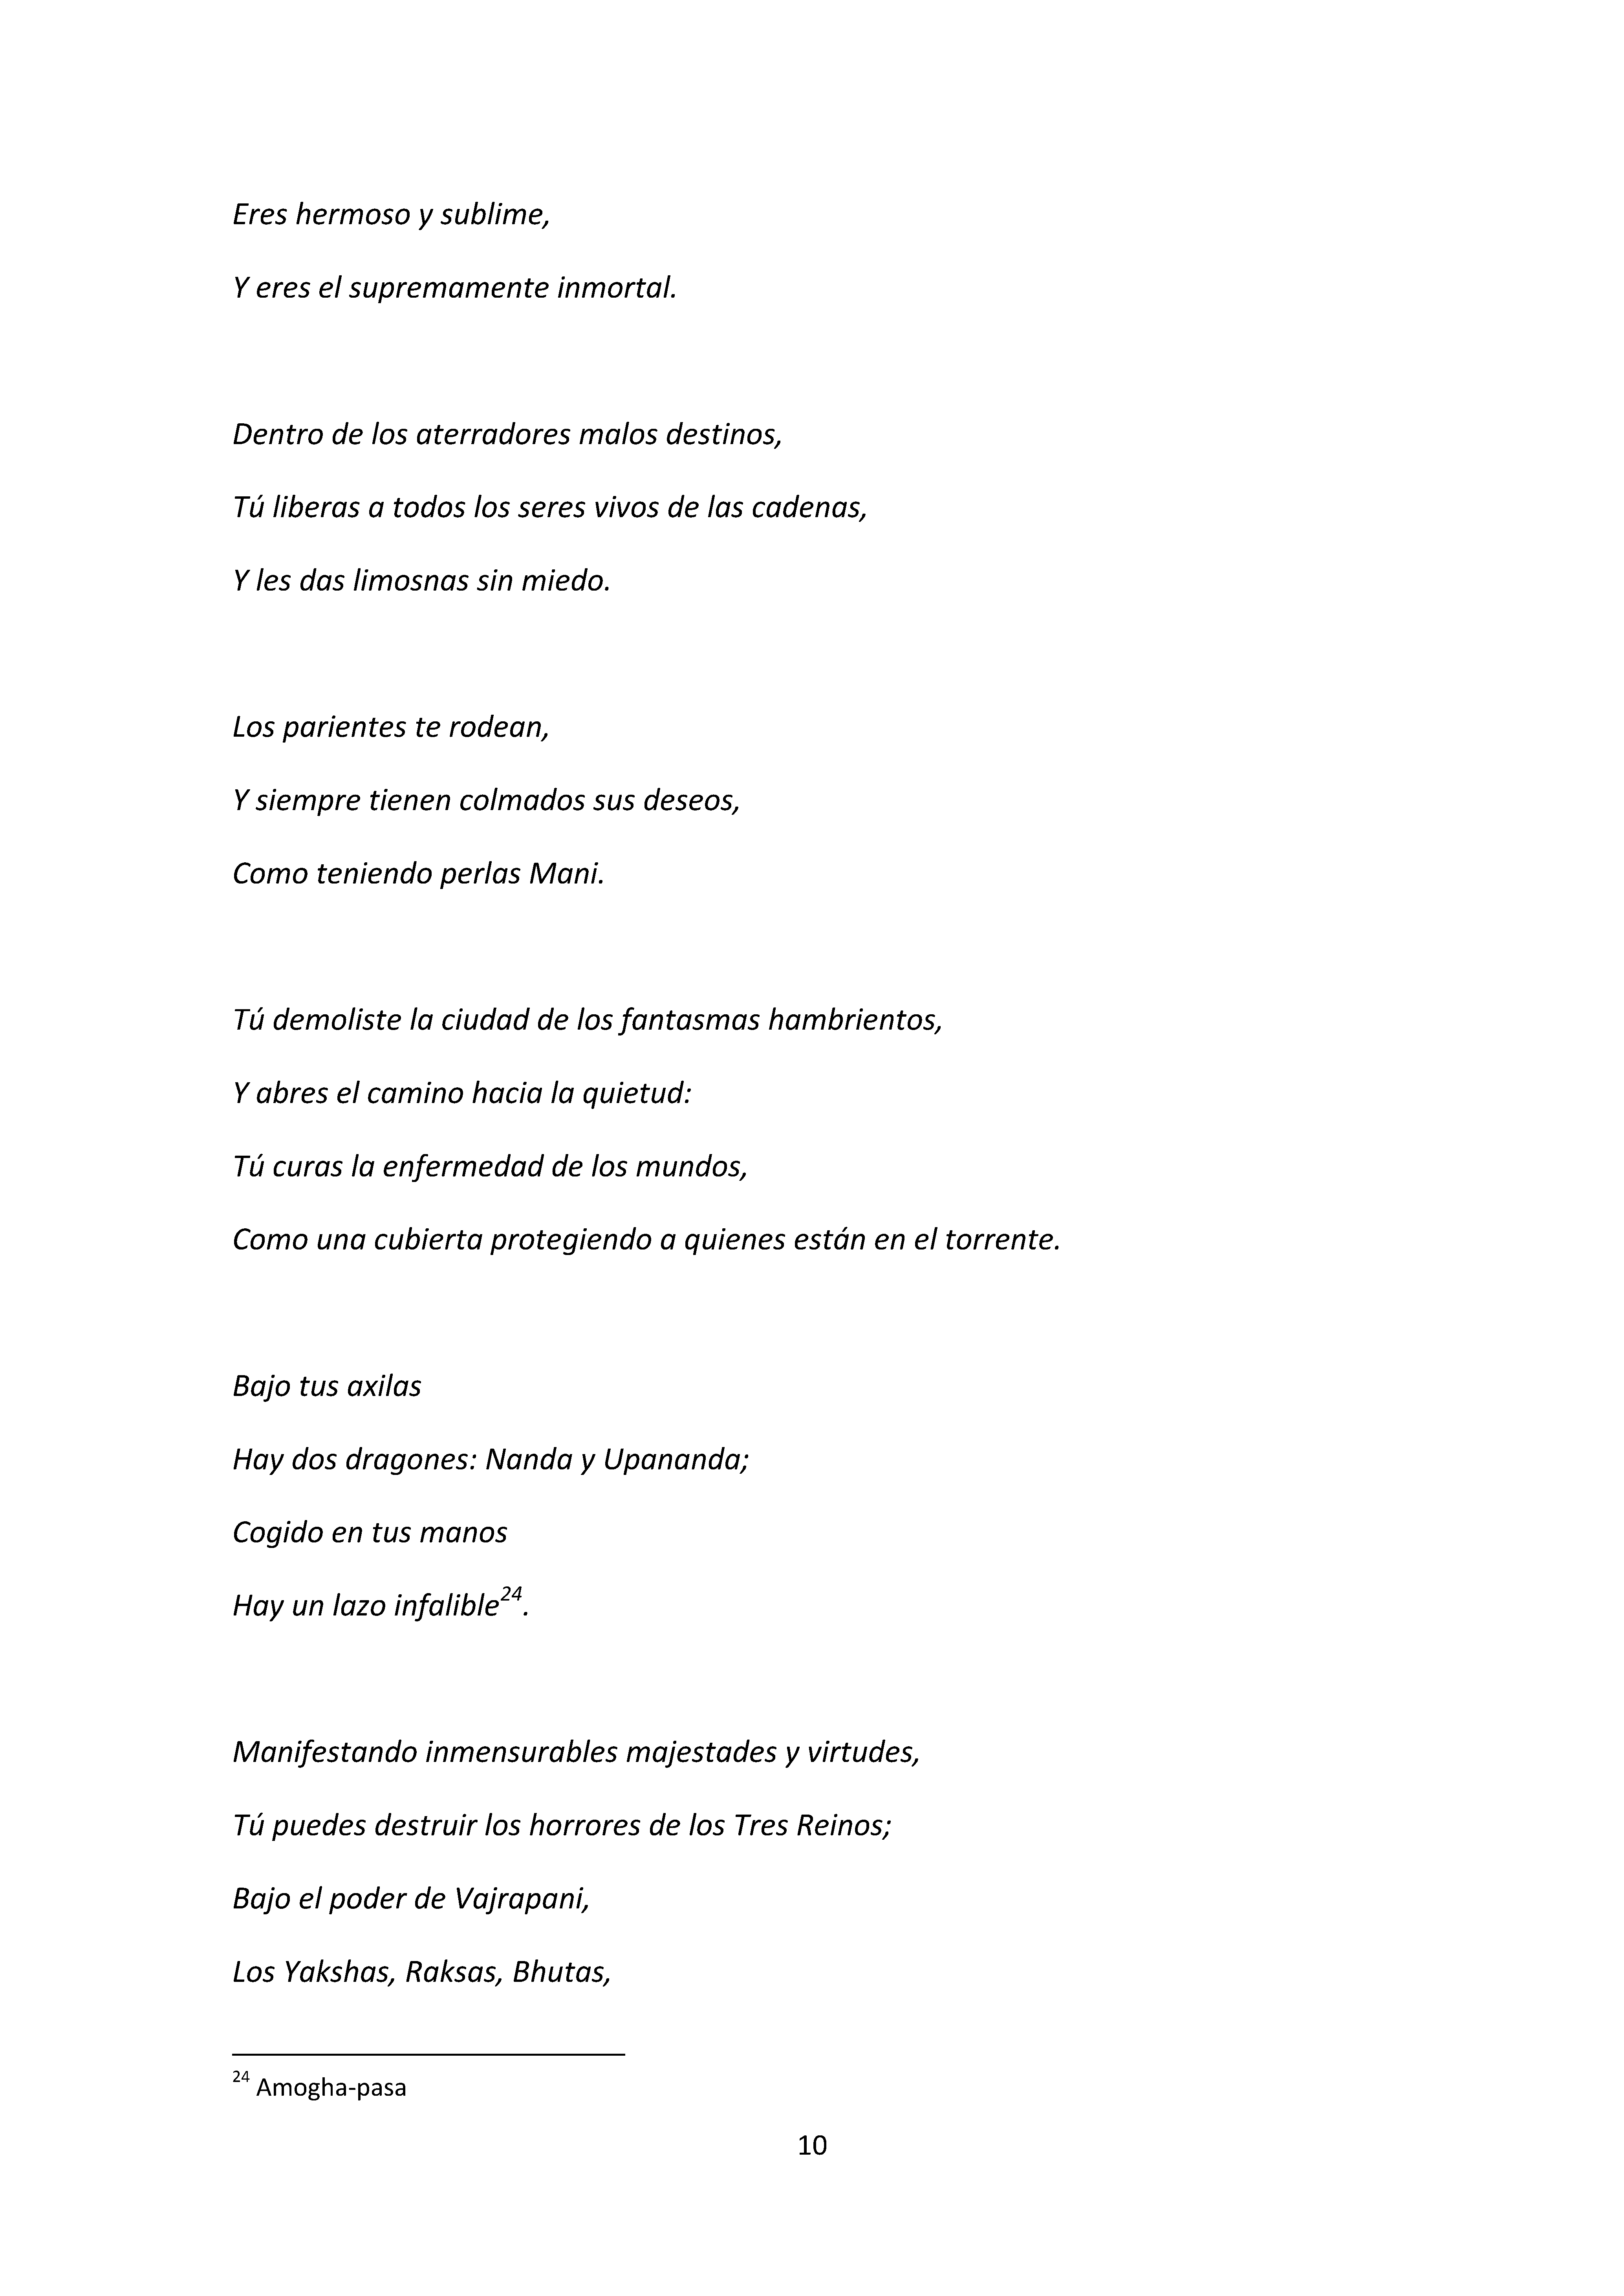 Eres hermoso y sublime,
Y eres el supremamente inmortal.
Dentro de los aterradores malos destinos,
Tú liberas a todos los seres vivos de las cadenas,
Y les das limosnas sin miedo.
Los parientes te rodean,
Y siempre tienen colmados sus deseos,
Como teniendo perlas Mani.
Tú demoliste la ciudad de los fantasmas hambrientos,
Y abres el camino hacia la quietud:
Tú curas la enfermedad de los mundos,
Como una cubierta protegiendo a quienes están en el torrente.
Bajo tus axilas
Hay dos dragones: Nanda y Upananda;
Cogido en tus manos
Hay un lazo infalible24.
Manifestando inmensurables majestades y virtudes,
Tú puedes destruir los horrores de los Tres Reinos;
Bajo el poder de Vajrapani,
Los Yakshas, Raksas, Bhutas,
24 Amogha-pasa
10